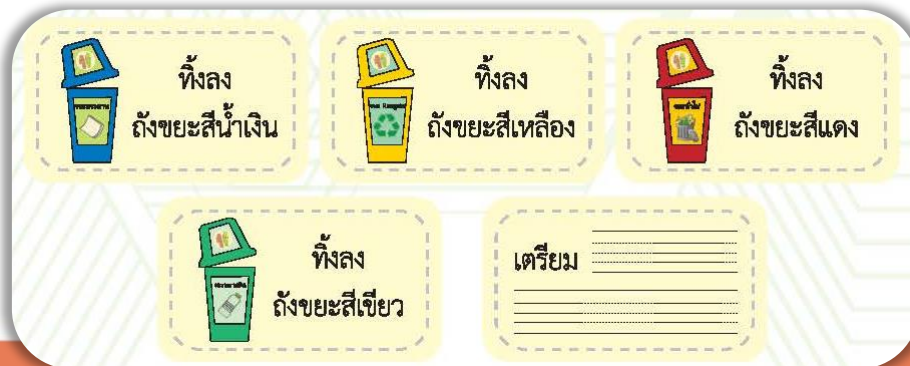 ทิ้งลง
ถังขยะสีน้ำเงิน
ทิ้งลง
ถังขยะสีเหลือง
ทิ้งลง
ถังขยะสีแดง
ทิ้งลง
ถังขยะสีเขียว
เตรียม